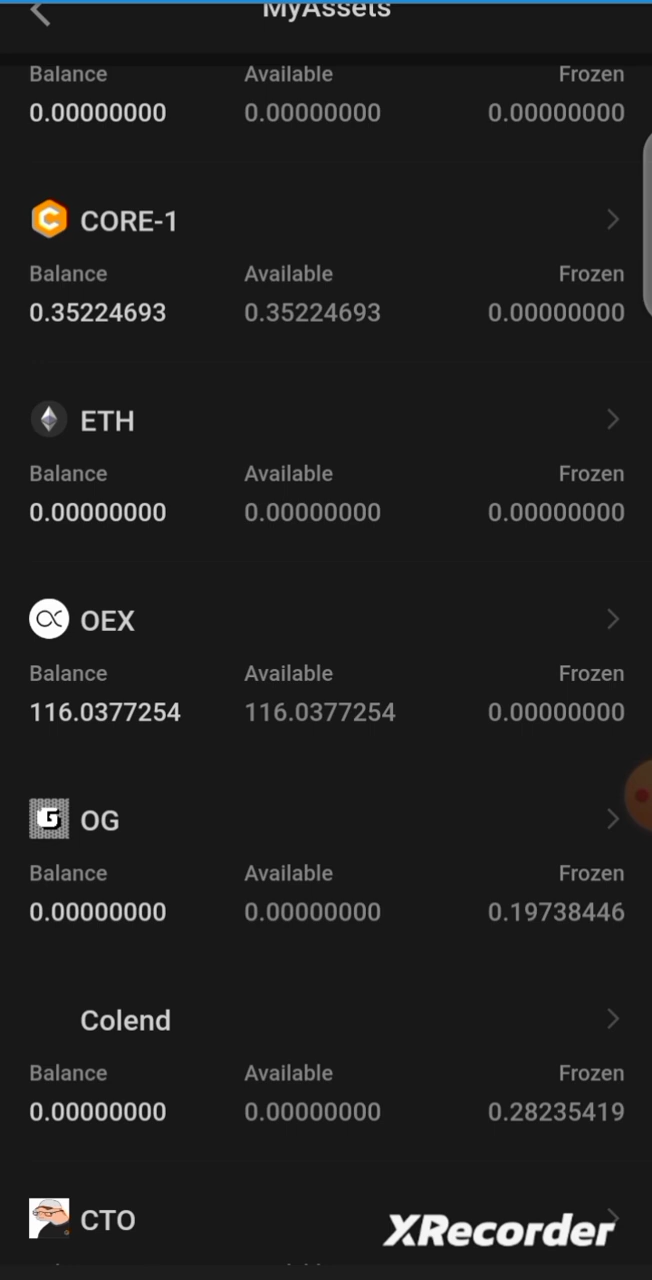 MyAssets
Balance Available Frozen
0.00000000 0.00000000 0.00000000
CORE-1
Balance Available Frozen
0.35224693 0.35224693 0.00000000
ETH
Balance Available Frozen
0.00000000 0.00000000 0.00000000
OEX
Balance Available Frozen
116.0377254 116.0377254 0.00000000
OG
Balance Available Frozen
0.00000000 0.00000000 0.19738446
Colend
Balance Available Frozen
0.00000000 0.00000000 0.28235419
CTO
XRecorder